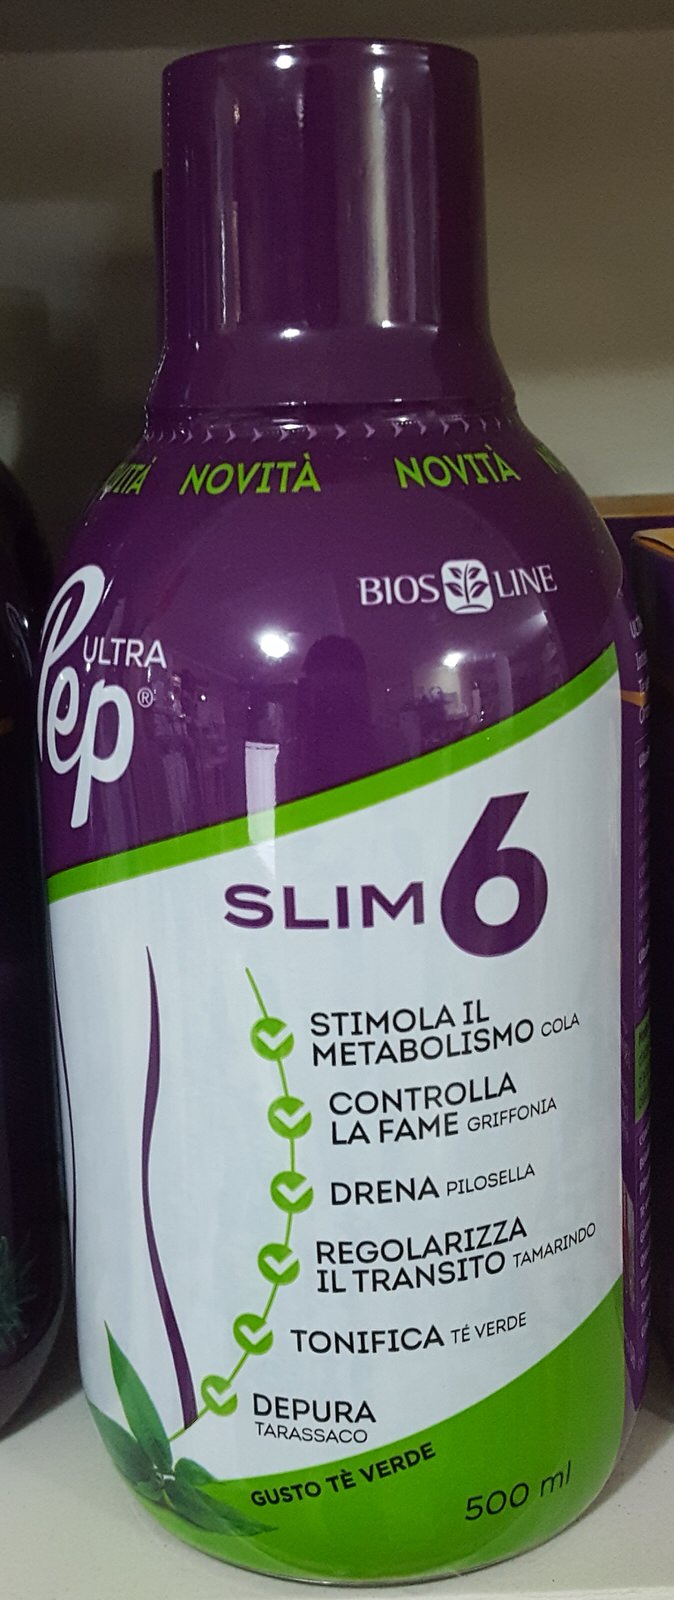 NOVITÀ NOVITÀ
BIOS LINE
ULTRA
Pep®
SLIM 6
STIMOLA IL
METABOLISMO COLA
CONTROLLA
LA FAME GRIFFONIA
DRENA PILOSELLA
REGOLARIZZA
IL TRANSITO TAMARINDO
TONIFICA TÉ VERDE
DEPURA
TARASSACO
GUSTO TÈ VERDE
500 ml